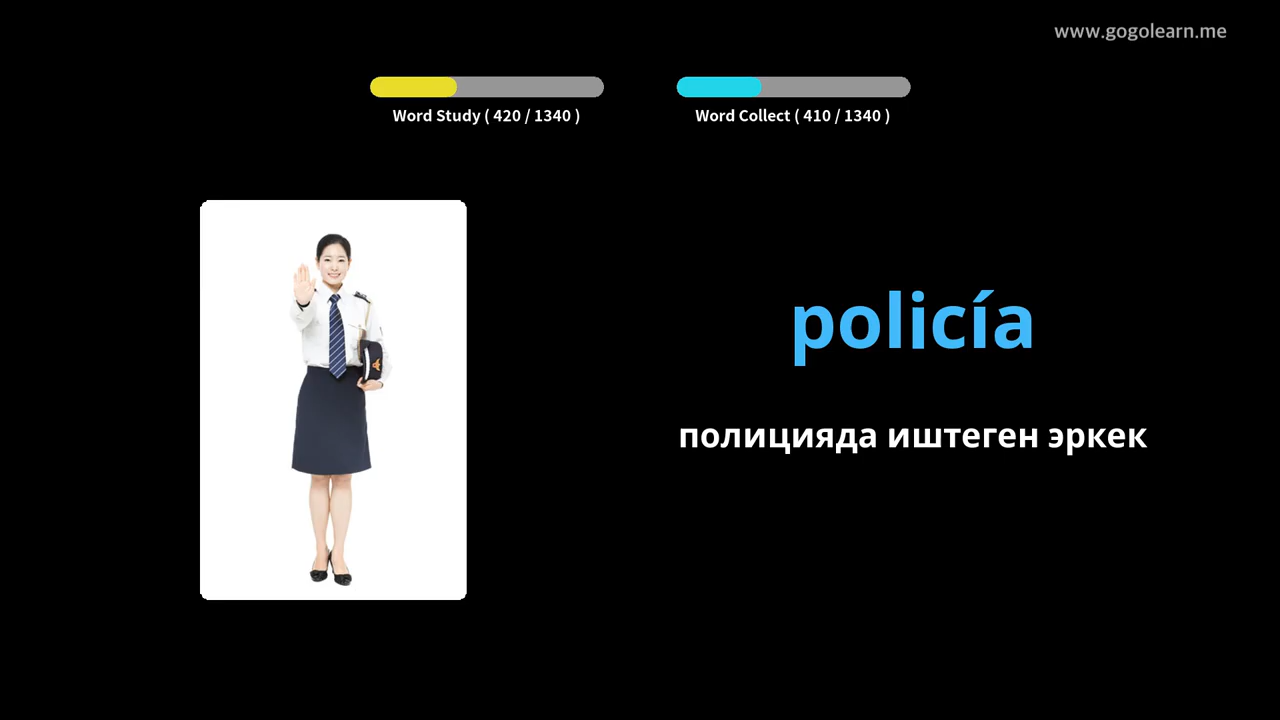 www.gogolearn.me
Word Study ( 420 / 1340 )
Word Collect ( 410 / 1340 )
policía
полицияда иштеген эркек